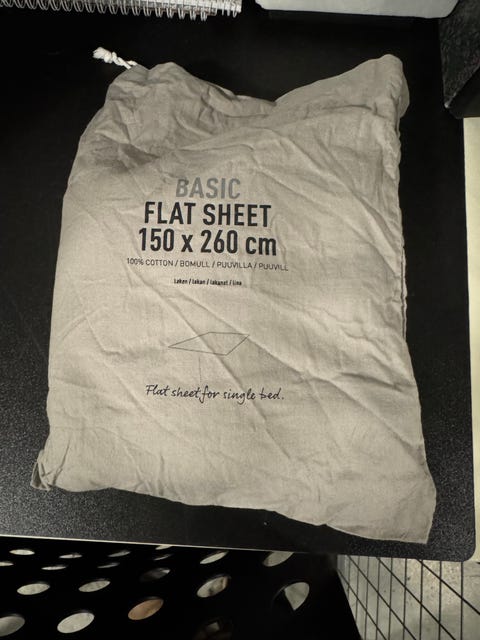 BASIC
FLAT SHEET
150 x 260 cm
100% COTTON / BOMULL / PUUVILLA / PUUVILL
Laken / lakan / lakanat / lina
Flat sheet for single bed.